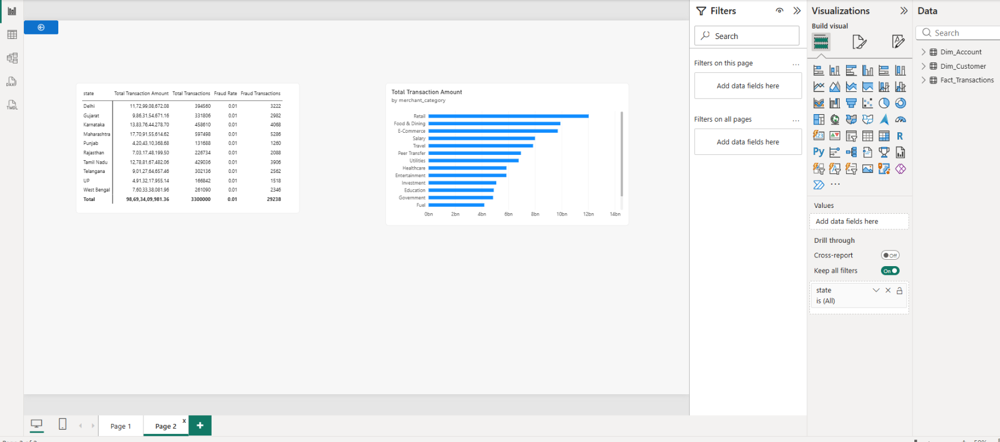 Filters
Search
Filters on this page
...
Add data fields here
Filters on all pages
...
Add data fields here
Visualizations
Build visual
123
R
Py
...
Values
Add data fields here
Drill through
Cross-report
Off
Keep all filters
On
state
is (All)
Data
Search
Dim_Account
Dim_Customer
Fact_Transactions
DAX
TMDL
state Total Transaction Amount Total Transactions Fraud Rate Fraud Transactions
Delhi 11,72,99,08,672.08 394560 0.01 3222
Gujarat 9,86,31,54,671.16 331806 0.01 2982
Karnataka 13,83,76,44,278.70 458610 0.01 4068
Maharashtra 17,70,91,55,614.62 597498 0.01 5286
Punjab 4,20,43,10,368.68 131688 0.01 1260
Rajasthan 7,03,17,48,199.50 226734 0.01 2088
Tamil Nadu 12,78,81,67,482.06 429036 0.01 3906
Telangana 9,01,27,64,657.46 302136 0.01 2562
UP 4,91,32,17,955.14 166842 0.01 1518
West Bengal 7,60,33,38,081.96 261090 0.01 2346
Total 98,69,34,09,981.36 3300000 0.01 29238
Total Transaction Amount
by merchant_category
Retail
Food & Dining
E-Commerce
Salary
Travel
Peer Transfer
Utilities
Healthcare
Entertainment
Investment
Education
Government
Fuel
0bn 2bn 4bn 6bn 8bn 10bn 12bn 14bn
Page 1
Page 2
x
+